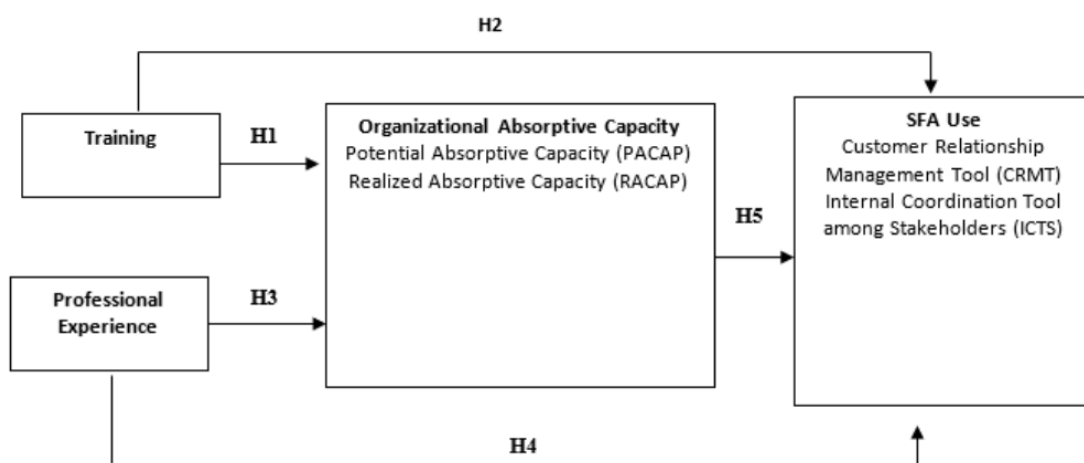 H2
Training
H1
Organizational Absorptive Capacity
Potential Absorptive Capacity (PACAP)
Realized Absorptive Capacity (RACAP)
SFA Use
Customer Relationship
Management Tool (CRMT)
Internal Coordination Tool
among Stakeholders (ICTS)
H5
Professional
Experience
H3
H4